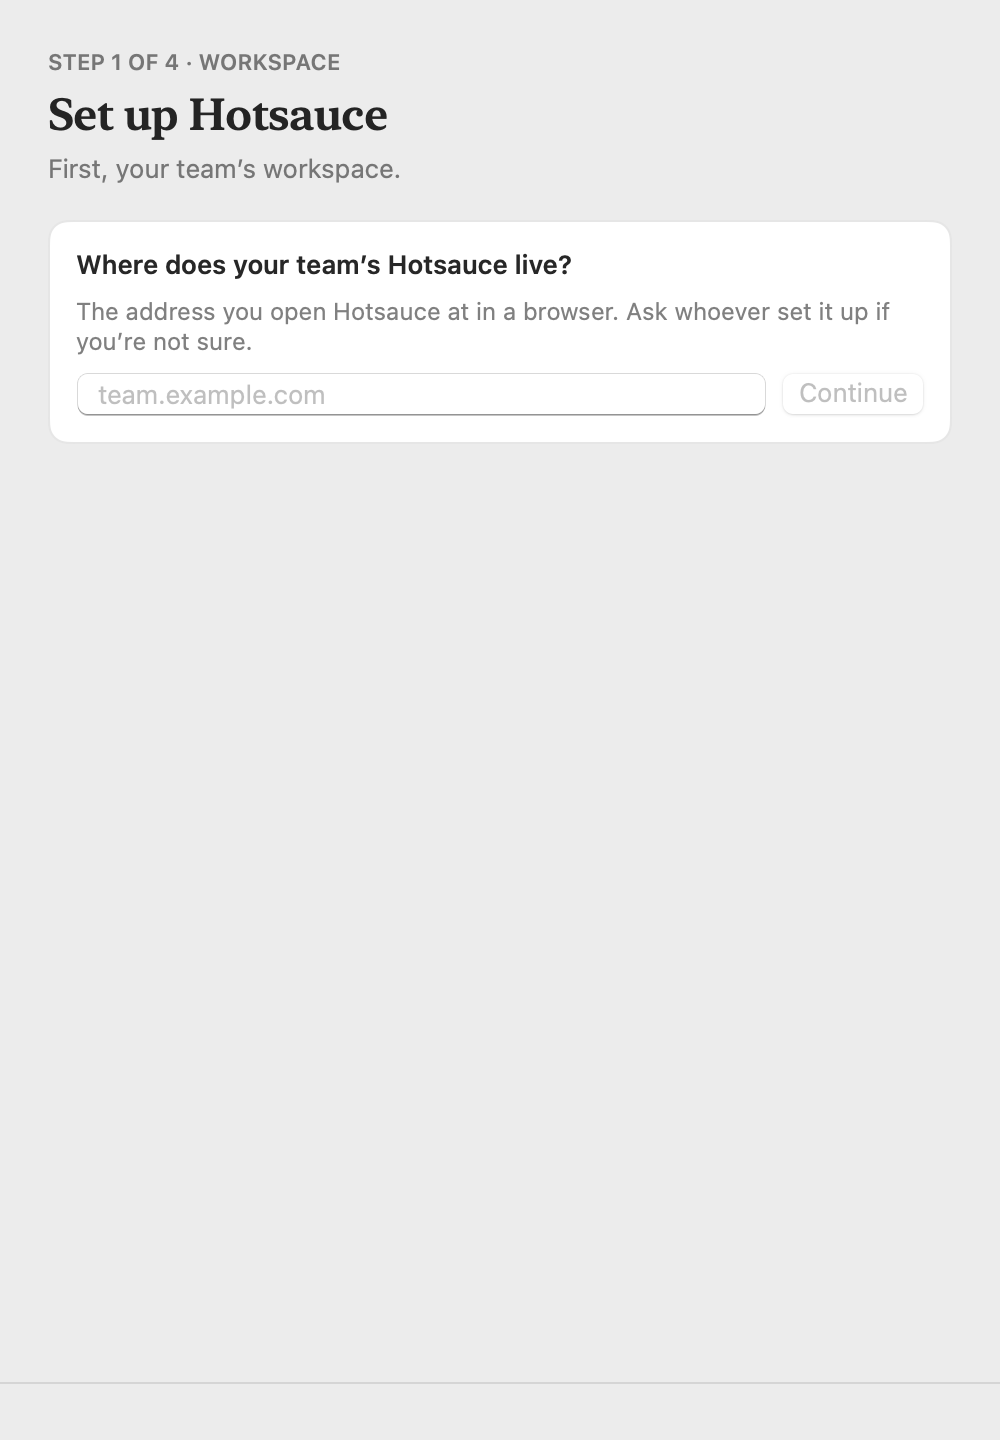 STEP 1 OF 4 · WORKSPACE
Set up Hotsauce
First, your team’s workspace.
Where does your team’s Hotsauce live?
The address you open Hotsauce at in a browser. Ask whoever set it up if
you’re not sure.
team.example.com
Continue